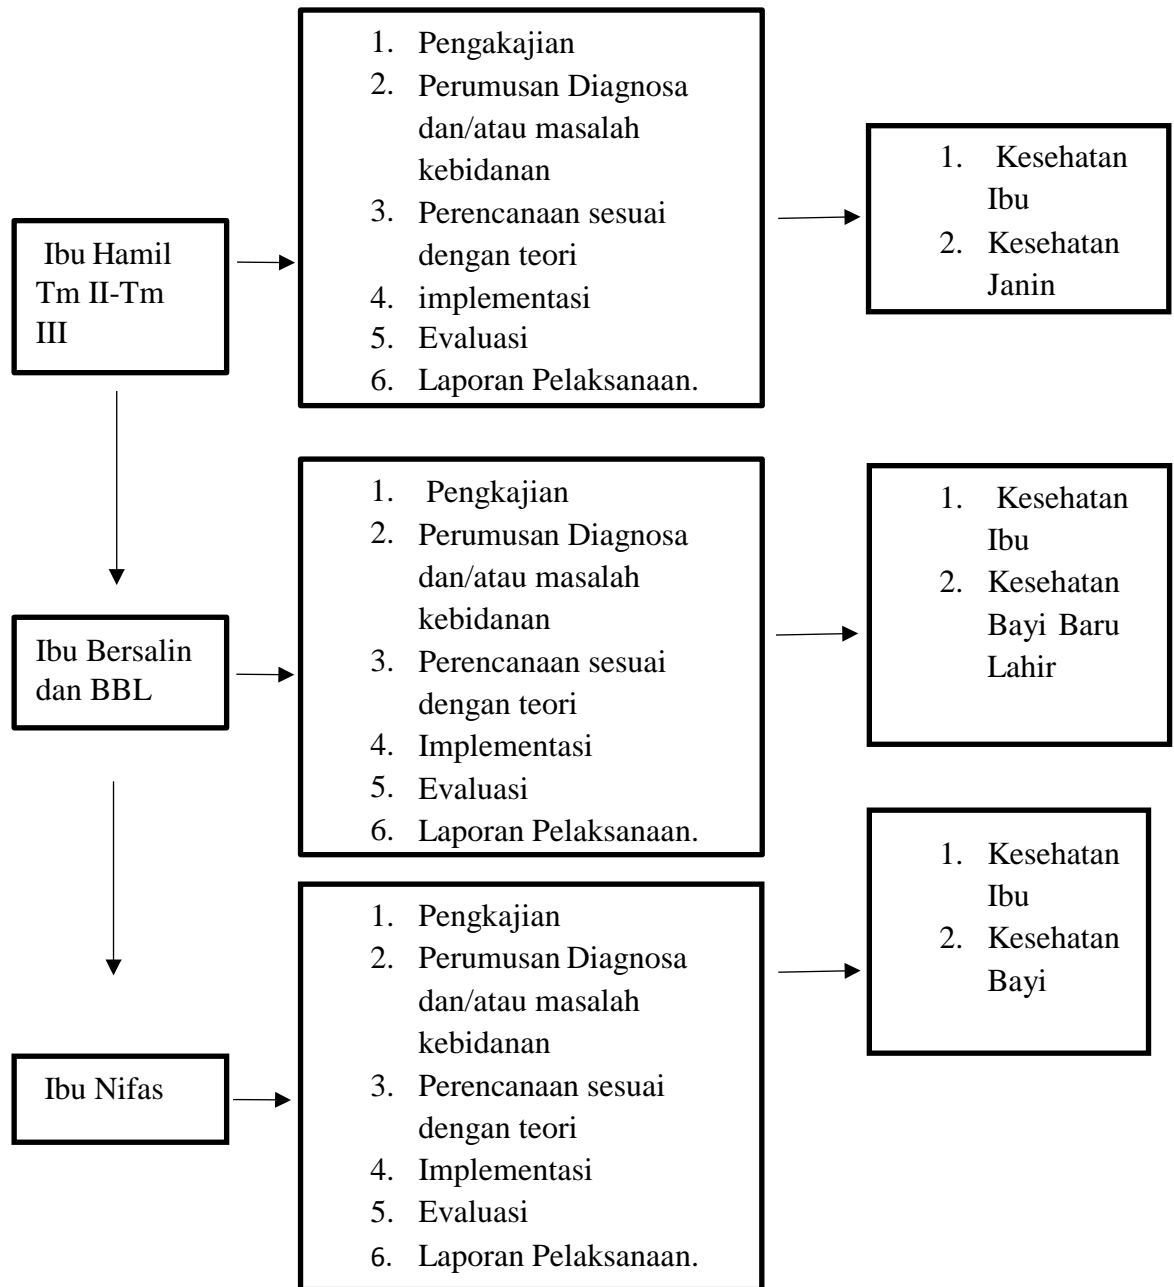 Ibu Hamil
Tm II-Tm
III
1. Pengakajian
2. Perumusan Diagnosa
dan/atau masalah
kebidanan
3. Perencanaan sesuai
dengan teori
4. implementasi
5. Evaluasi
6. Laporan Pelaksanaan.
1. Kesehatan
Ibu
2. Kesehatan
Janin
Ibu Bersalin
dan BBL
1. Pengkajian
2. Perumusan Diagnosa
dan/atau masalah
kebidanan
3. Perencanaan sesuai
dengan teori
4. Implementasi
5. Evaluasi
6. Laporan Pelaksanaan.
1. Kesehatan
Ibu
2. Kesehatan
Bayi Baru
Lahir
Ibu Nifas
1. Pengkajian
2. Perumusan Diagnosa
dan/atau masalah
kebidanan
3. Perencanaan sesuai
dengan teori
4. Implementasi
5. Evaluasi
6. Laporan Pelaksanaan.
1. Kesehatan
Ibu
2. Kesehatan
Bayi